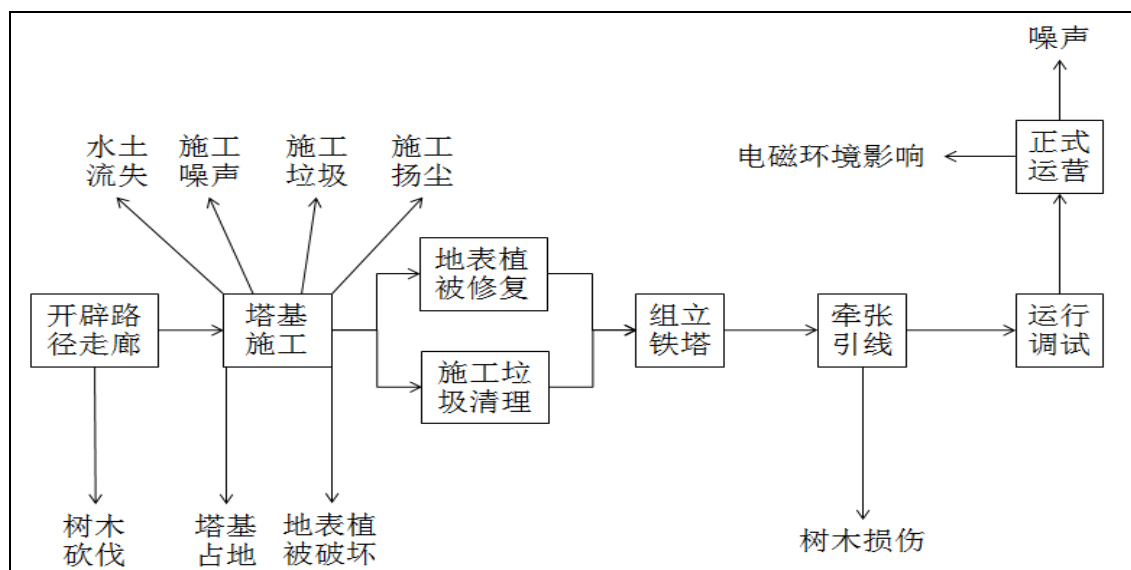 噪声
水土
流失
施工
噪声
施工
垃圾
施工
扬尘
电磁环境影响
正式
运营
地表植
被修复
开辟路
径走廊
塔基
施工
组立
铁塔
牵张
引线
运行
调试
施工垃
圾清理
树木
砍伐
塔基
占地
地表植
被破坏
树木损伤